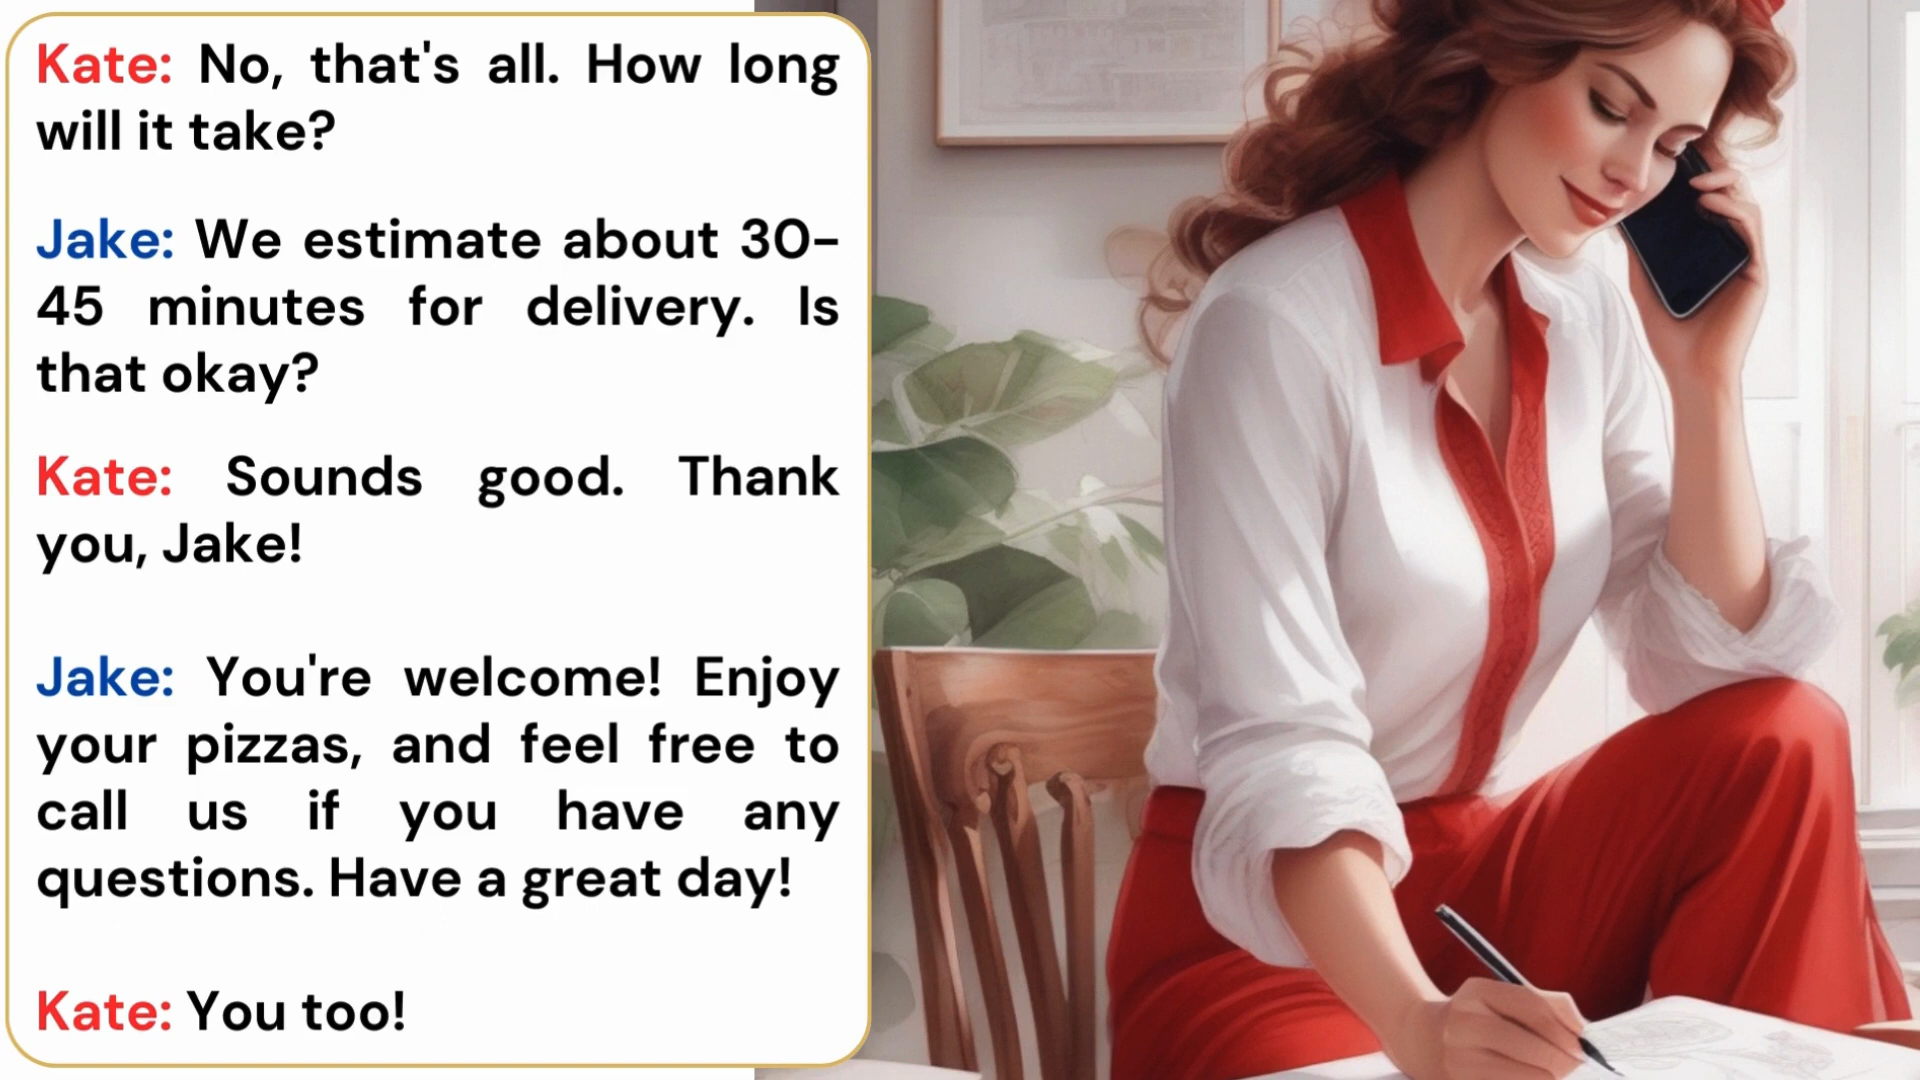 Kate: No, that's all. How long
will it take?
Jake: We estimate about 30-
45 minutes for delivery. Is
that okay?
Kate: Sounds good. Thank
you, Jake!
Jake: You're welcome! Enjoy
your pizzas, and feel free to
call us if you have any
questions. Have a great day!
Kate: You too!